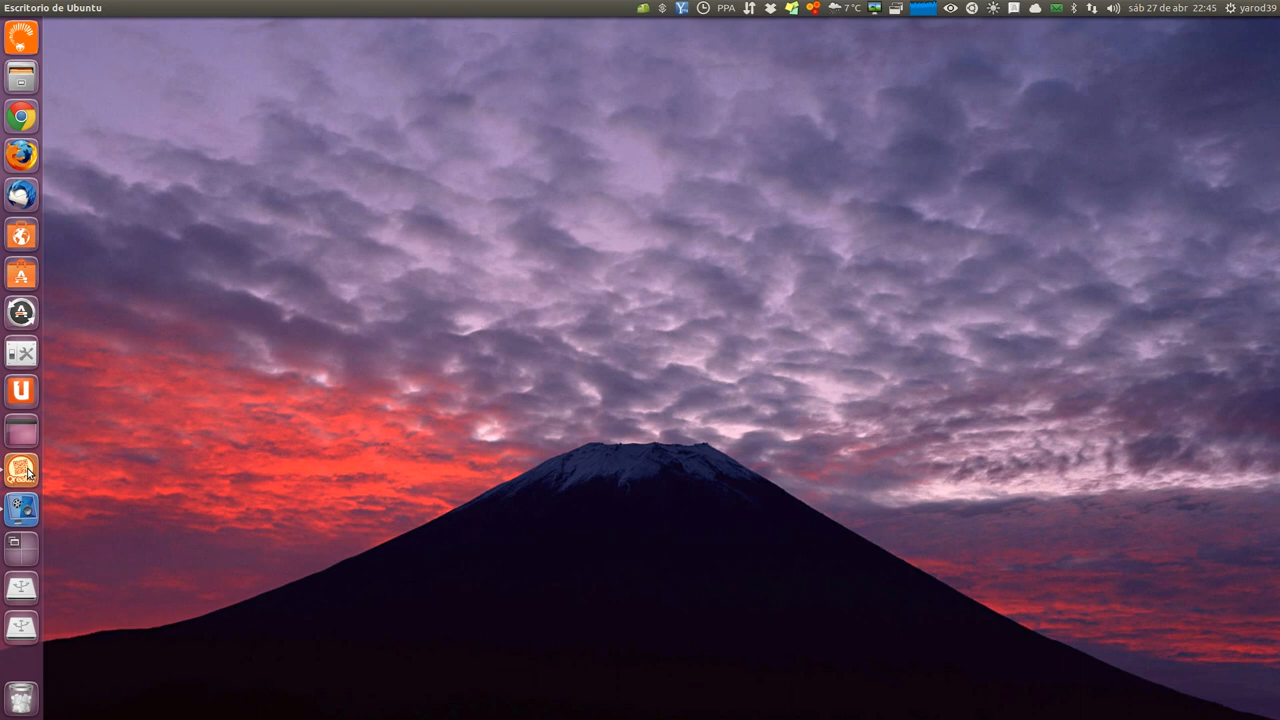 Escritorio de Ubuntu
PPA
7 °C
sáb 27 de abr 22:45
yarod39